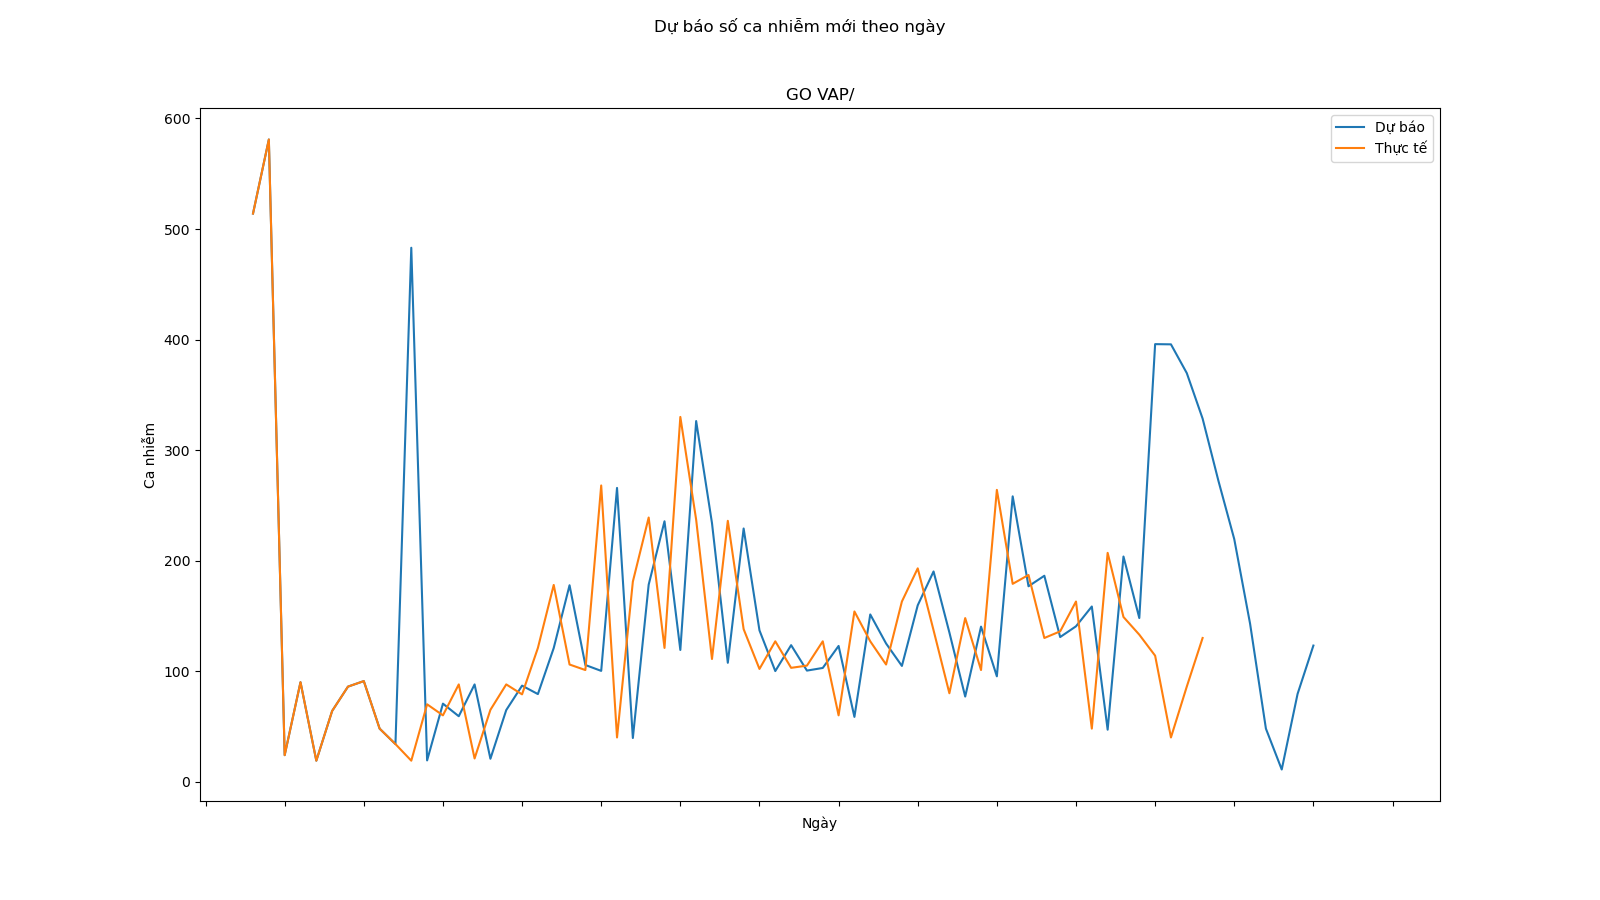 Dự báo số ca nhiễm mới theo ngày
GO VAP/
Dự báo
Thực tế
600
500
400
300
200
100
0
Ca nhiễm
Ngày